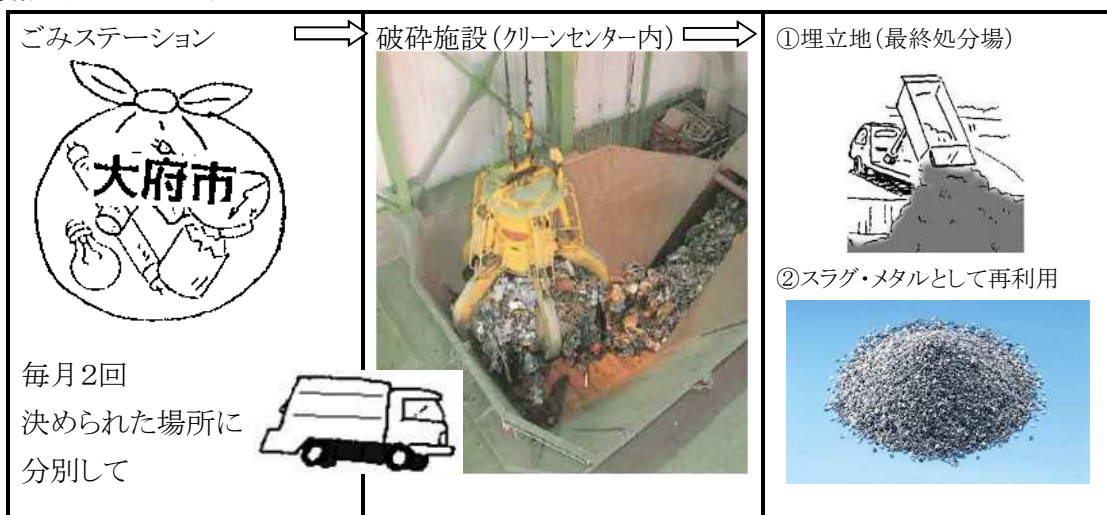 ごみステーション
大府市
毎月2回
決められた場所に
分別して
破砕施設(クリーンセンター内)
①埋立地(最終処分場)
②スラグ・メタルとして再利用